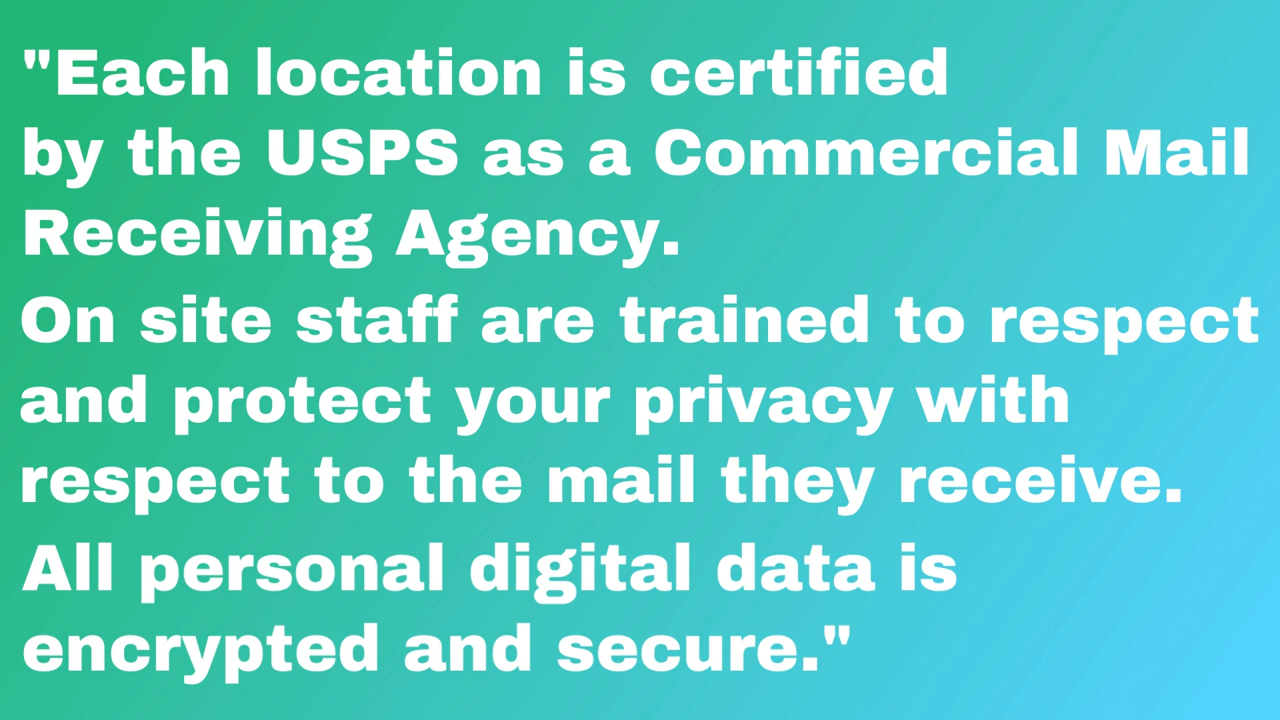 "Each location is certified
by the USPS as a Commercial Mail
Receiving Agency.
On site staff are trained to respect
and protect your privacy with
respect to the mail they receive.
All personal digital data is
encrypted and secure."